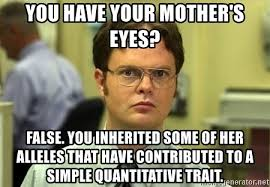 YOU HAVE YOUR MOTHER'S
EYES?
FALSE. YOU INHERITED SOME OF HER
ALLELES THAT HAVE CONTRIBUTED TO A
SIMPLE QUANTITATIVE TRAIT.